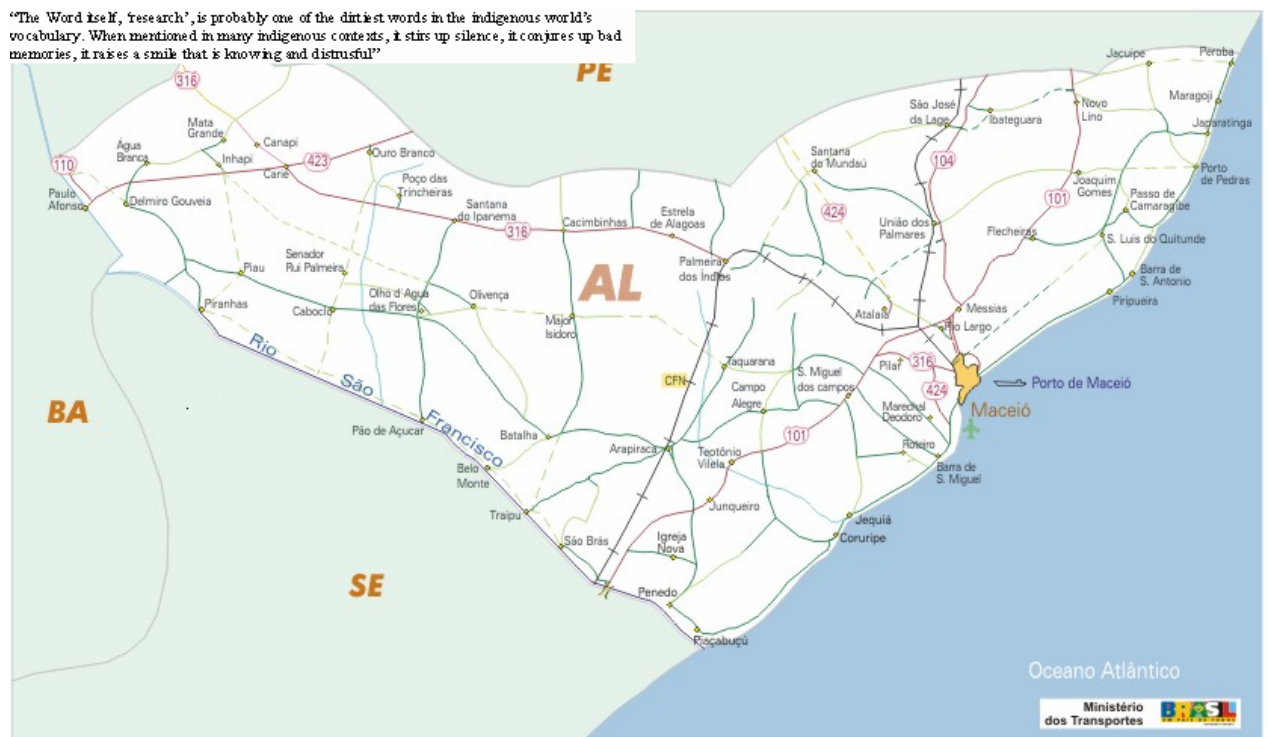 “The Word itself, ‘research’, is probably one of the dirtiest words in the indigenous world’s
vocabulary. When mentioned in many indigenous contexts, it stirs up silence, it conjures up bad
memories, it raises a smile that is knowing and distrusful”
PE
316
Jacuipe
Peroba
Maragoji
São José
da Lage
Ibateguara
Novo
Lino
Japaratinga
Mata
Grande
Canapi
Água
Branca
Inhapi
423
Ouro Branco
Carié
110
Paulo
Afonso
Delmiro Gouveia
Poço das
Trincheiras
Santana
do Ipanema
316
Cacimbinhas
Estrela
de Alagoas
Santana
do Mundaú
104
424
União dos
Palmares
101
Joaquim
Gomes
Porto
de Pedras
Passo de
Camaragibe
Flecheiras
S. Luis do Quitunde
Senador
Rui Palmeira
Piau
AL
Palmeira
dos Índios
Barra de
S. Antonio
Piripueira
Piranhas
Caboclo
Olho d´Agua
das Flores
Olivença
Major
Isidoro
Atalaia
Messias
Rio Largo
Rio
São
Francisco
CFN
Taquarana
Campo
Alegre
S. Miguel
dos campos
Pilar
316
424
Porto de Maceió
Maceió
BA
Pão de Açucar
Batalha
Arapiraca
Teotônio
Vilela
101
Marechal
Deodoro
Roteiro
Barra de
S. Miguel
Belo
Monte
Traipu
Junqueiro
Jequiá
Coruripe
São Brás
Igreja
Nova
SE
Penedo
Piaçabuçú
Oceano Atlântico
Ministério
dos Transportes
BRASIL